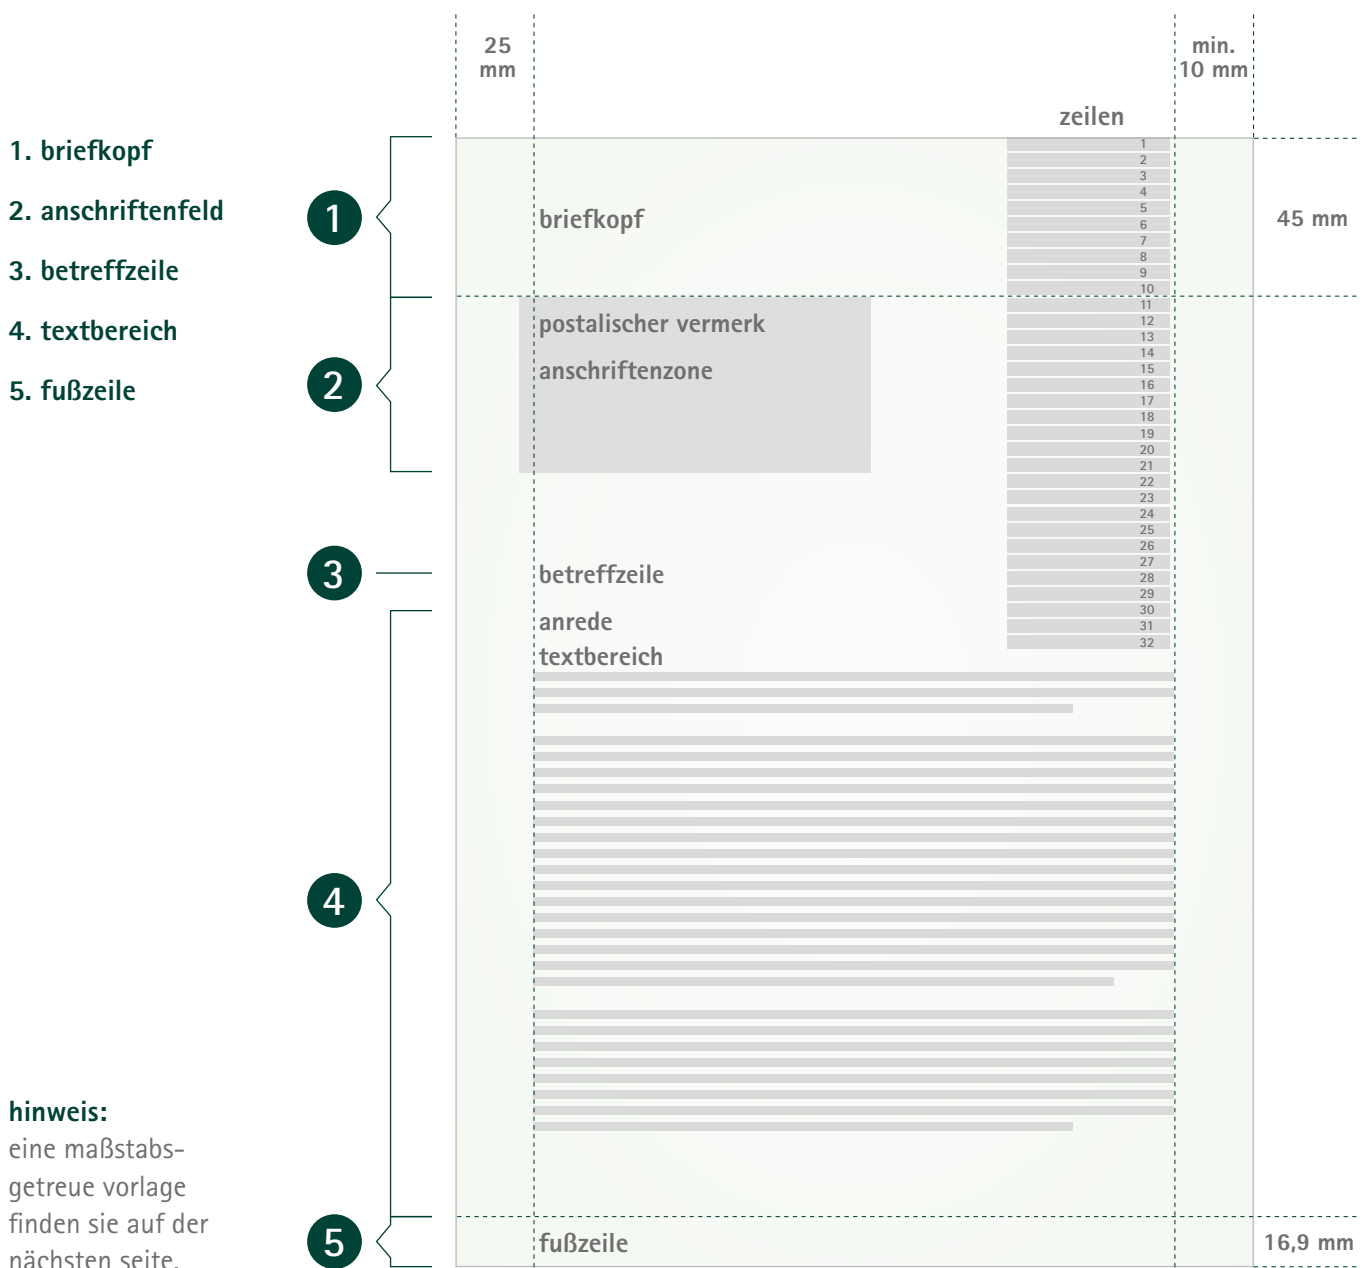 25
mm
min.
10 mm
zeilen
1. briefkopf
2. anschriftenfeld
3. betreffzeile
4. textbereich
5. fußzeile
1
briefkopf
45 mm
2
postalischer vermerk
anschriftenzone
3
betreffzeile
anrede
textbereich
4
5
fußzeile
16,9 mm
1
2
3
4
5
6
7
8
9
10
11
12
13
14
15
16
17
18
19
20
21
22
23
24
25
26
27
28
29
30
31
32
hinweis:
eine maßstabs-
getreue vorlage
finden sie auf der
nächsten seite.